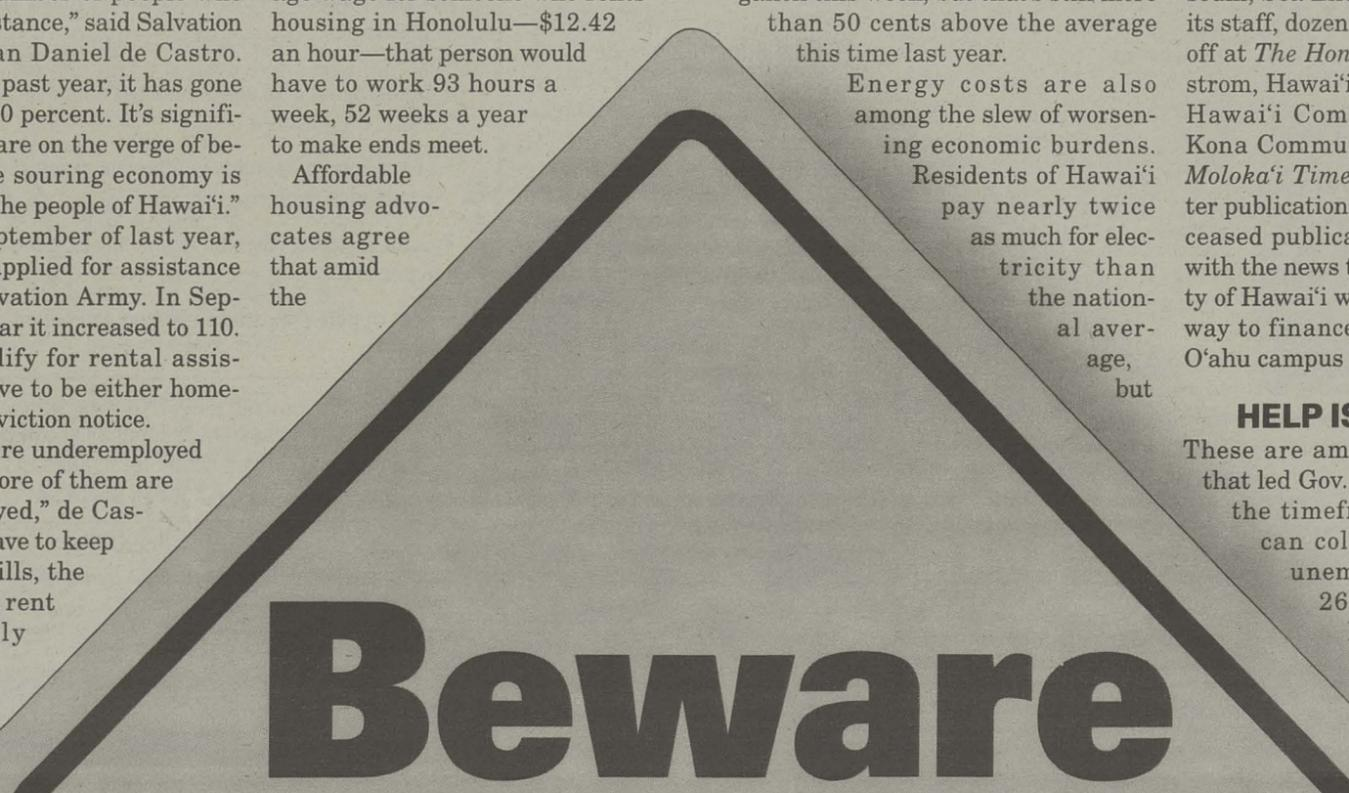 stance,” said Salvation
an Daniel de Castro.
past year, it has gone
0 percent. It’s signifi-
are on the verge of be-
e souring economy is
he people of Hawai‘i.”
ptember of last year,
applied for assistance
vation Army. In Sep-
ar it increased to 110.
lify for rental assis-
ve to be either home-
viction notice.
re underemployed
ore of them are
yed,” de Cas-
ave to keep
ills, the
rent
ly
housing in Honolulu—$12.42
an hour—that person would
have to work 93 hours a
week, 52 weeks a year
to make ends meet.
Affordable
housing advo-
cates agree
that amid
the
than 50 cents above the average
this time last year.
Energy costs are also
among the slew of worsen-
ing economic burdens.
Residents of Hawai‘i
pay nearly twice
as much for elec-
tricity than
the nation-
al aver-
age,
but
its staff, dozen
off at The Hon
strom, Hawai‘i
Hawai‘i Com
Kona Commu
Moloka‘i Time
ter publication
ceased publica
with the news t
ty of Hawai‘i w
way to finance
O‘ahu campus
HELP IS
These are am
that led Gov.
the timefr
can col
unem
26
Beware